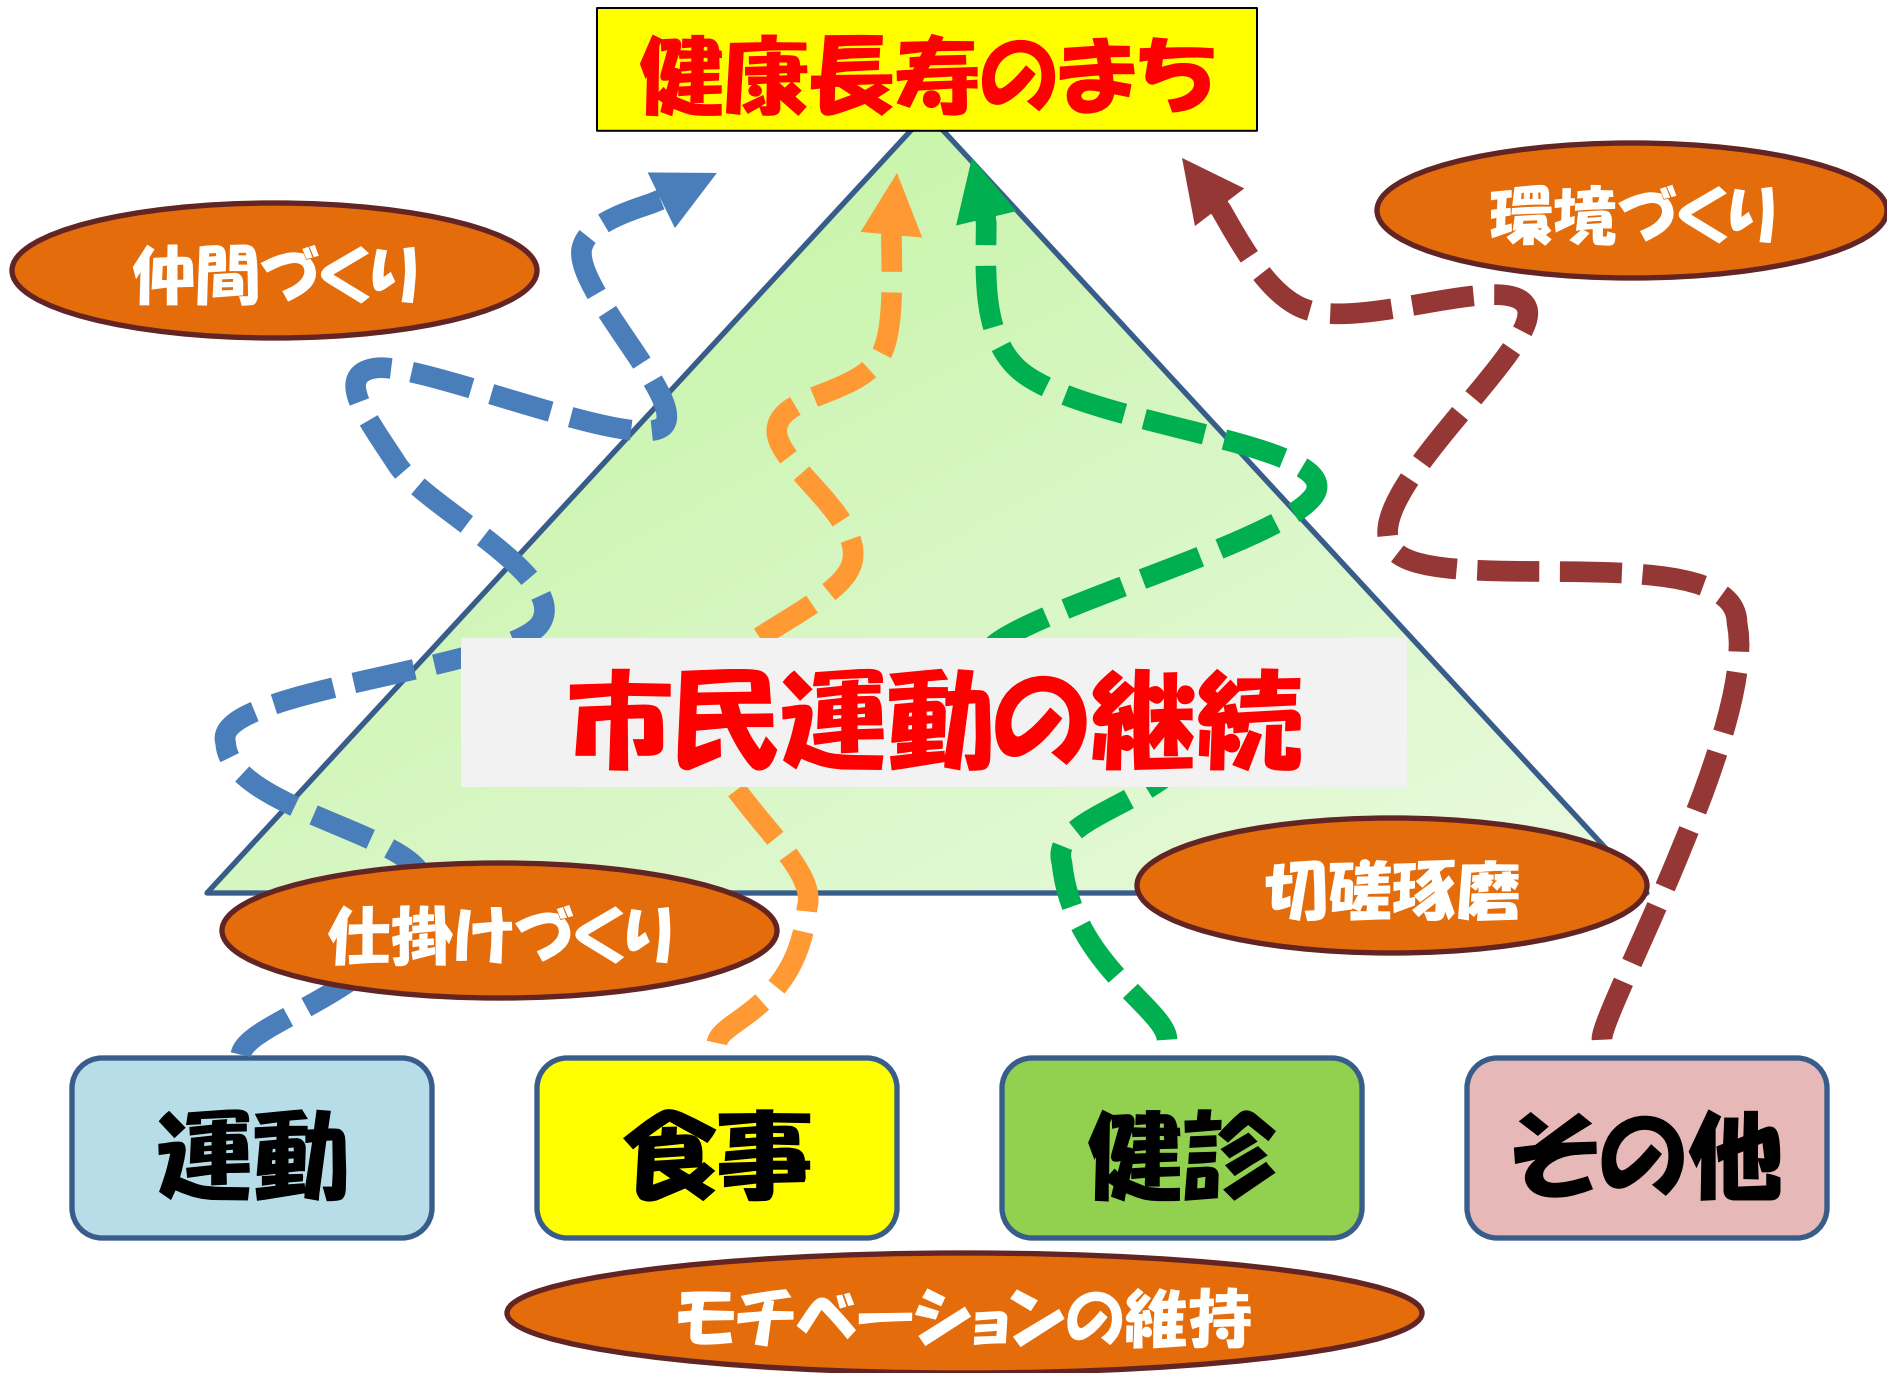 健康長寿のまち
環境づくり
仲間づくり
市民運動の継続
切磋琢磨
仕掛けづくり
運動
食事
健診
その他
モチベーションの維持